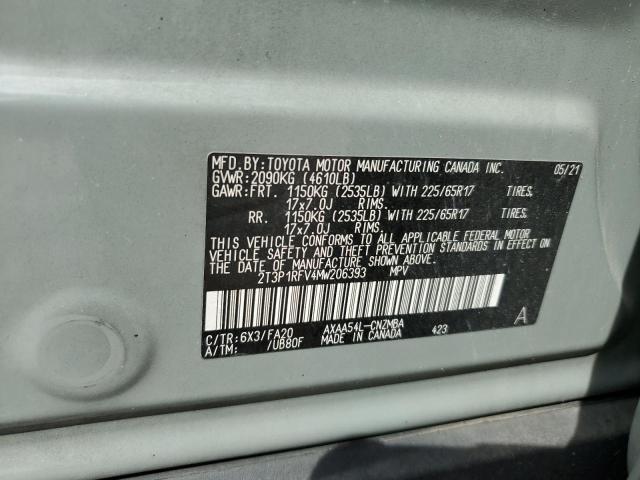 MFD.BY:TOYOTA MOTOR MANUFACTURING CANADA INC. 05/21
GVWR:2090KG (4610LB)
GAWR:FRT. 1150KG (2535LB) WITH 225/65R17 TIRES,
17x7.0J RIMS.
RR. 1150KG (2535LB) WITH 225/65R17 TIRES,
17x7.0J RIMS.
THIS VEHICLE CONFORMS TO ALL APPLICABLE FEDERAL MOTOR
VEHICLE SAFETY AND THEFT PREVENTION STANDARDS IN EFFECT ON
THE DATE OF MANUFACTURE SHOWN ABOVE.
2T3P1RFV4MW206393 MPV
C/TR:6X3/FA20 AXAA54L-CNZMBA A
A/TM: /UB80F MADE IN CANADA 423